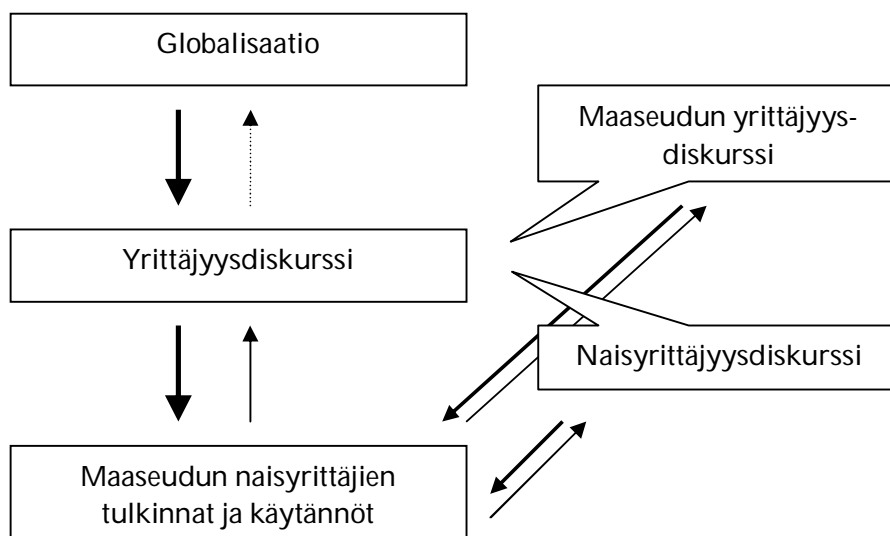 Globalisaatio
Maaseudun yrittäjyys-
diskurssi
Yrittäjyysdiskurssi
Naisyrittäjyysdiskurssi
Maaseudun naisyrittäjien
tulkinnat ja käytännöt